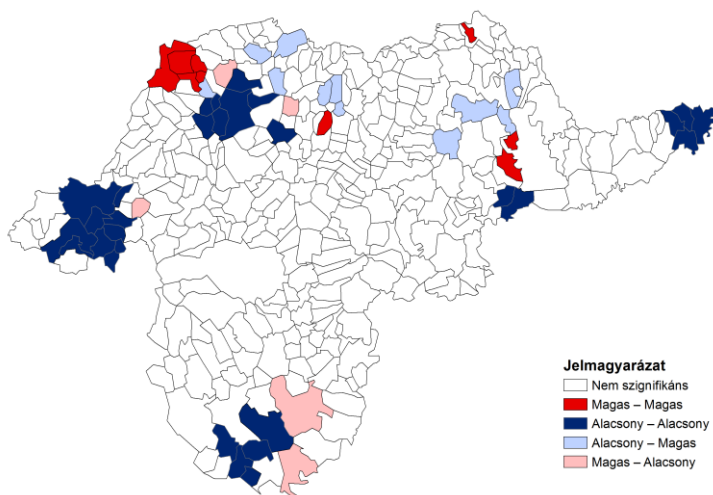 Jelmagyarázat
Nem szignifikáns
Magas – Magas
Alacsony – Alacsony
Alacsony – Magas
Magas – Alacsony